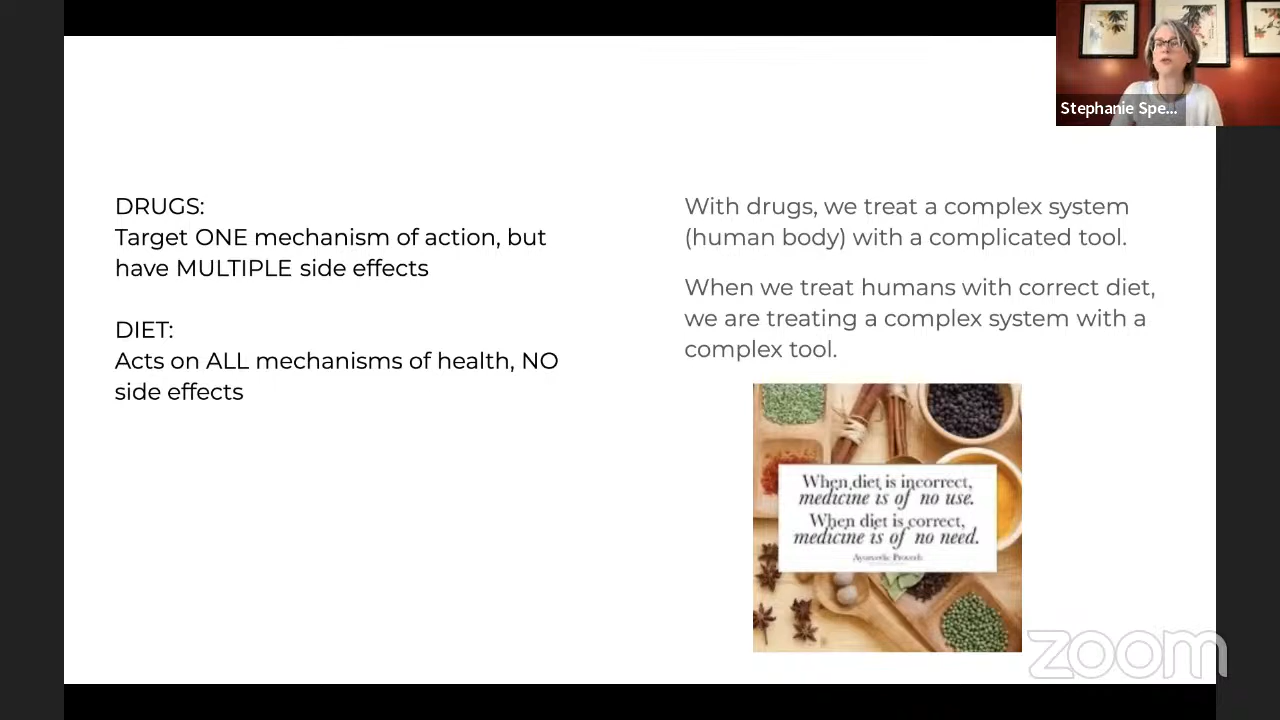 Stephanie Spe...
DRUGS:
Target ONE mechanism of action, but
have MULTIPLE side effects
DIET:
Acts on ALL mechanisms of health, NO
side effects
With drugs, we treat a complex system
(human body) with a complicated tool.
When we treat humans with correct diet,
we are treating a complex system with a
complex tool.
When diet is incorrect,
medicine is of no use.
When diet is correct,
medicine is of no need.
Ayurvedic Proverb
zoom